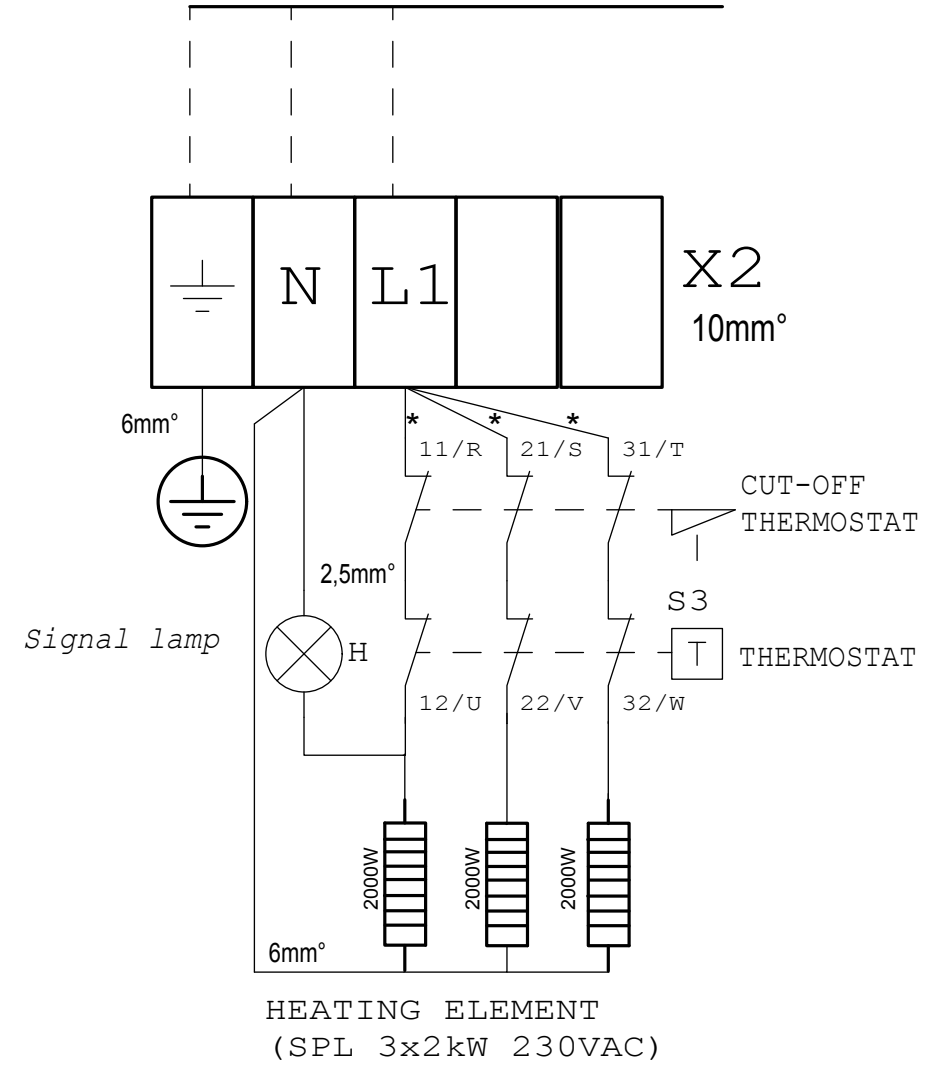 N L1 X2
10mm°
6mm°
* * *
11/R 21/S 31/T
CUT-OFF
THERMOSTAT
2,5mm°
S3
Signal lamp H T THERMOSTAT
12/U 22/V 32/W
2000W 2000W 2000W
6mm°
HEATING ELEMENT
(SPL 3x2kW 230VAC)